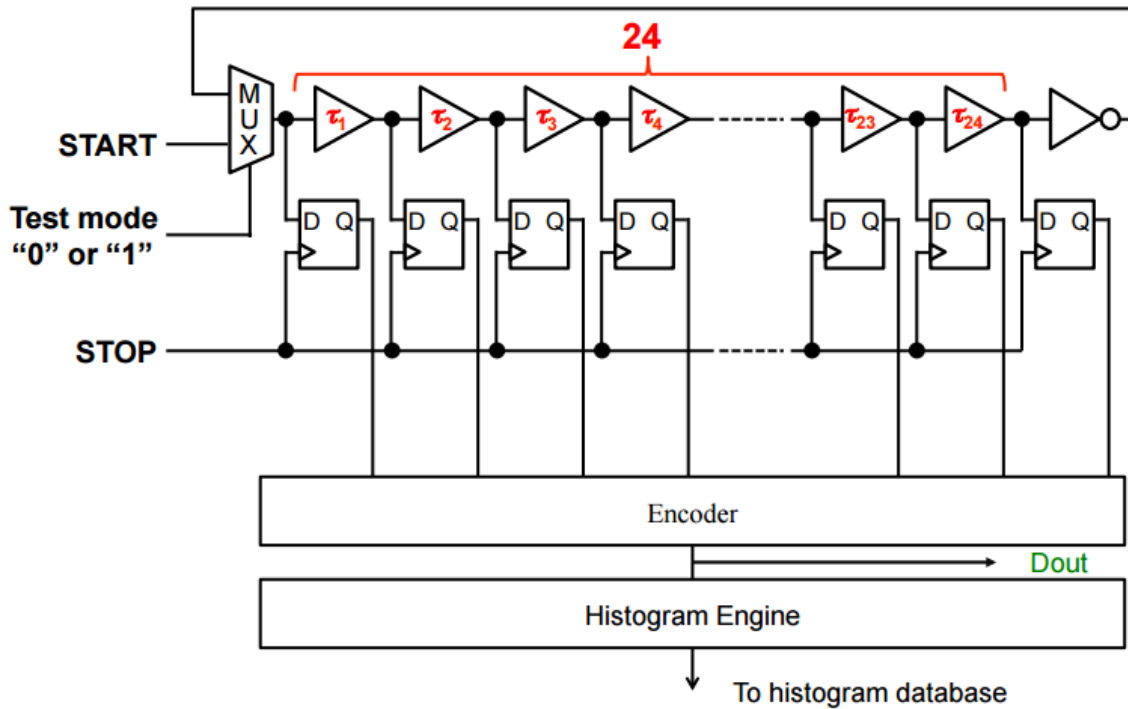 24
MUX
τ1
τ2
τ3
τ4
τ23
τ24
START
Test mode
“0” or “1”
D Q
D Q
D Q
D Q
D Q
D Q
D Q
STOP
Encoder
Dout
Histogram Engine
To histogram database